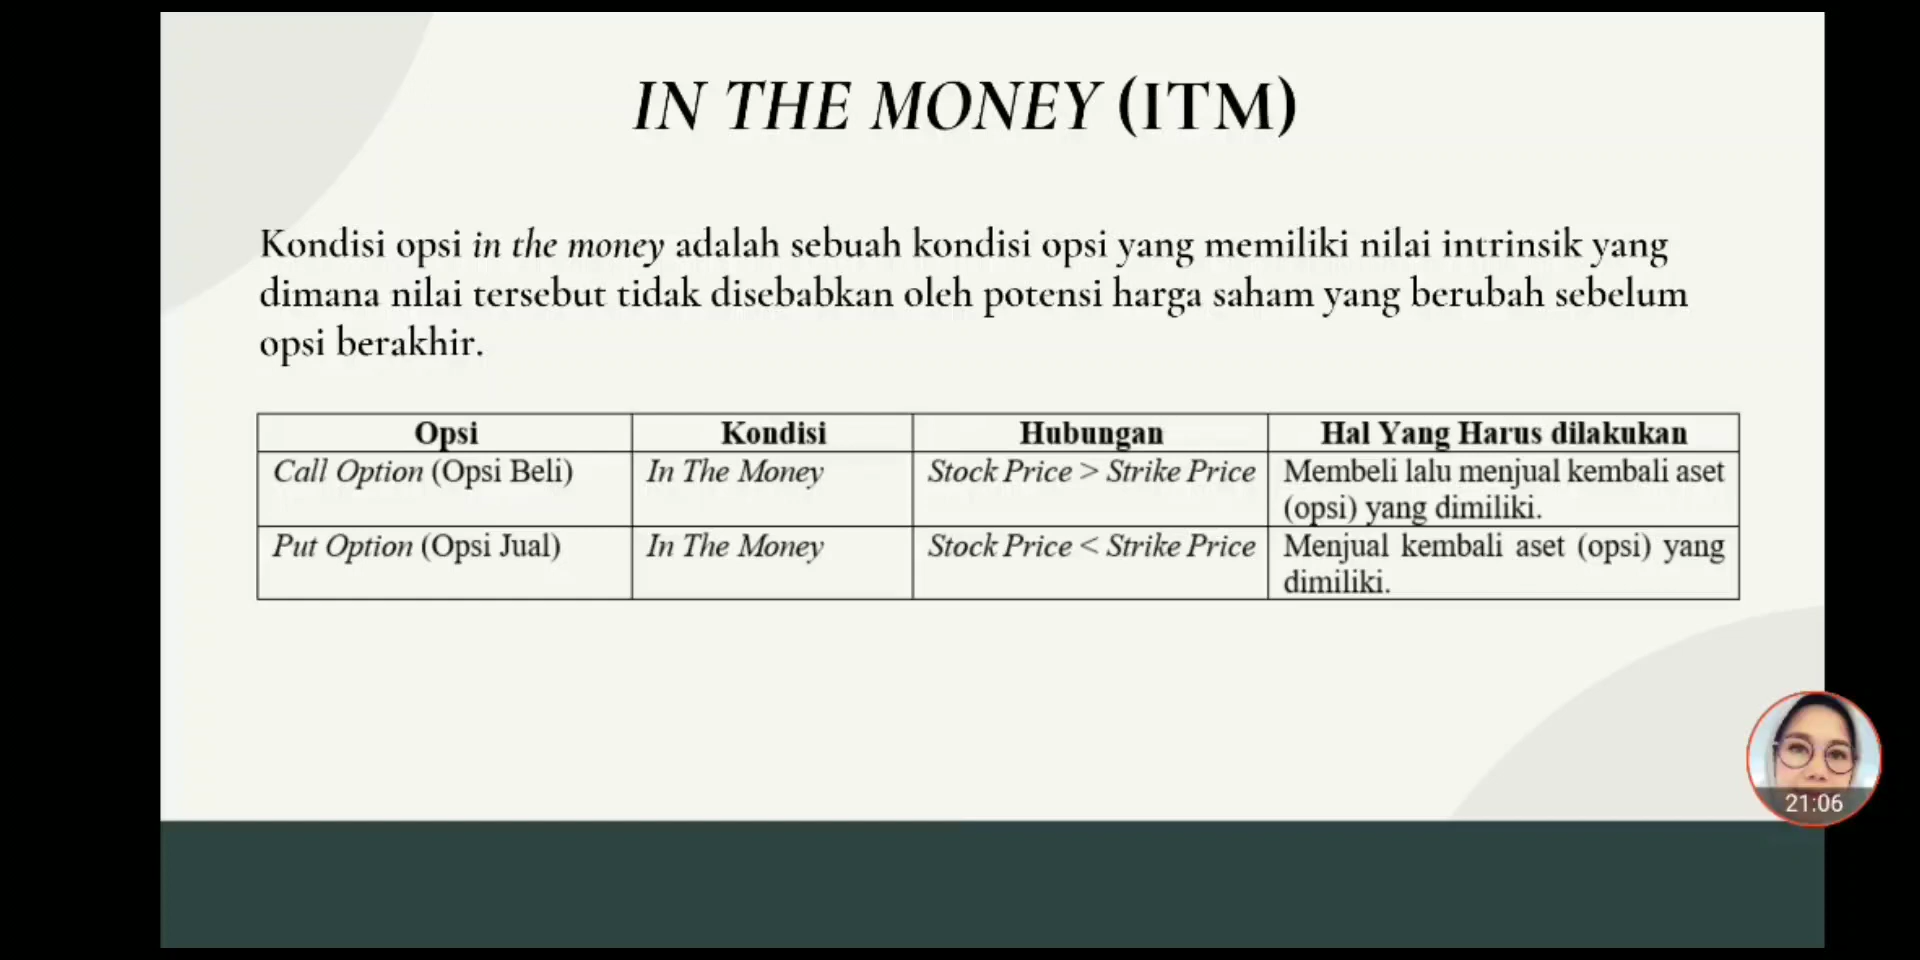 IN THE MONEY (ITM)
Kondisi opsi in the money adalah sebuah kondisi opsi yang memiliki nilai intrinsik yang
dimana nilai tersebut tidak disebabkan oleh potensi harga saham yang berubah sebelum
opsi berakhir.
Opsi Kondisi Hubungan Hal Yang Harus dilakukan
Call Option (Opsi Beli) In The Money Stock Price > Strike Price Membeli lalu menjual kembali aset
(opsi) yang dimiliki.
Put Option (Opsi Jual) In The Money Stock Price < Strike Price Menjual kembali aset (opsi) yang
dimiliki.
21:06